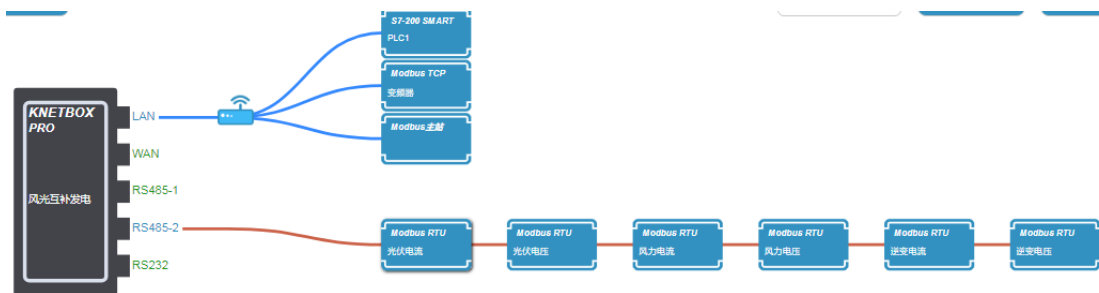 S7-200 SMART
PLC1
Modbus TCP
变频器
Modbus主站
KNETBOX
PRO
风光互补发电
LAN
WAN
RS485-1
RS485-2
RS232
Modbus RTU
光伏电流
Modbus RTU
光伏电压
Modbus RTU
风力电流
Modbus RTU
风力电压
Modbus RTU
逆变电流
Modbus RTU
逆变电压